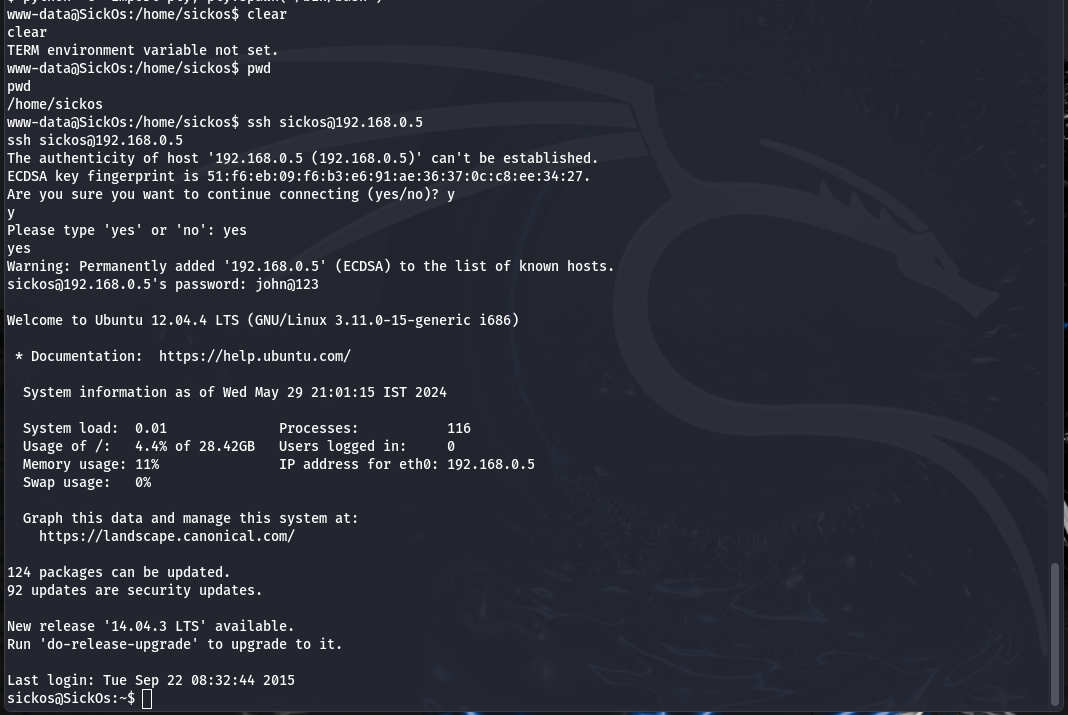 www-data@SickOs:/home/sickos$ clear
clear
TERM environment variable not set.
www-data@SickOs:/home/sickos$ pwd
pwd
/home/sickos
www-data@SickOs:/home/sickos$ ssh sickos@192.168.0.5
ssh sickos@192.168.0.5
The authenticity of host '192.168.0.5 (192.168.0.5)' can't be established.
ECDSA key fingerprint is 51:f6:eb:09:f6:b3:e6:91:ae:36:37:0c:c8:ee:34:27.
Are you sure you want to continue connecting (yes/no)? y
y
Please type 'yes' or 'no': yes
yes
Warning: Permanently added '192.168.0.5' (ECDSA) to the list of known hosts.
sickos@192.168.0.5's password: john@123
Welcome to Ubuntu 12.04.4 LTS (GNU/Linux 3.11.0-15-generic i686)
* Documentation:  https://help.ubuntu.com/
System information as of Wed May 29 21:01:15 IST 2024
System load:  0.01              Processes:           116
Usage of /:   4.4% of 28.42GB   Users logged in:     0
Memory usage: 11%               IP address for eth0: 192.168.0.5
Swap usage:   0%
Graph this data and manage this system at:
https://landscape.canonical.com/
124 packages can be updated.
92 updates are security updates.
New release '14.04.3 LTS' available.
Run 'do-release-upgrade' to upgrade to it.
Last login: Tue Sep 22 08:32:44 2015
sickos@SickOs:~$